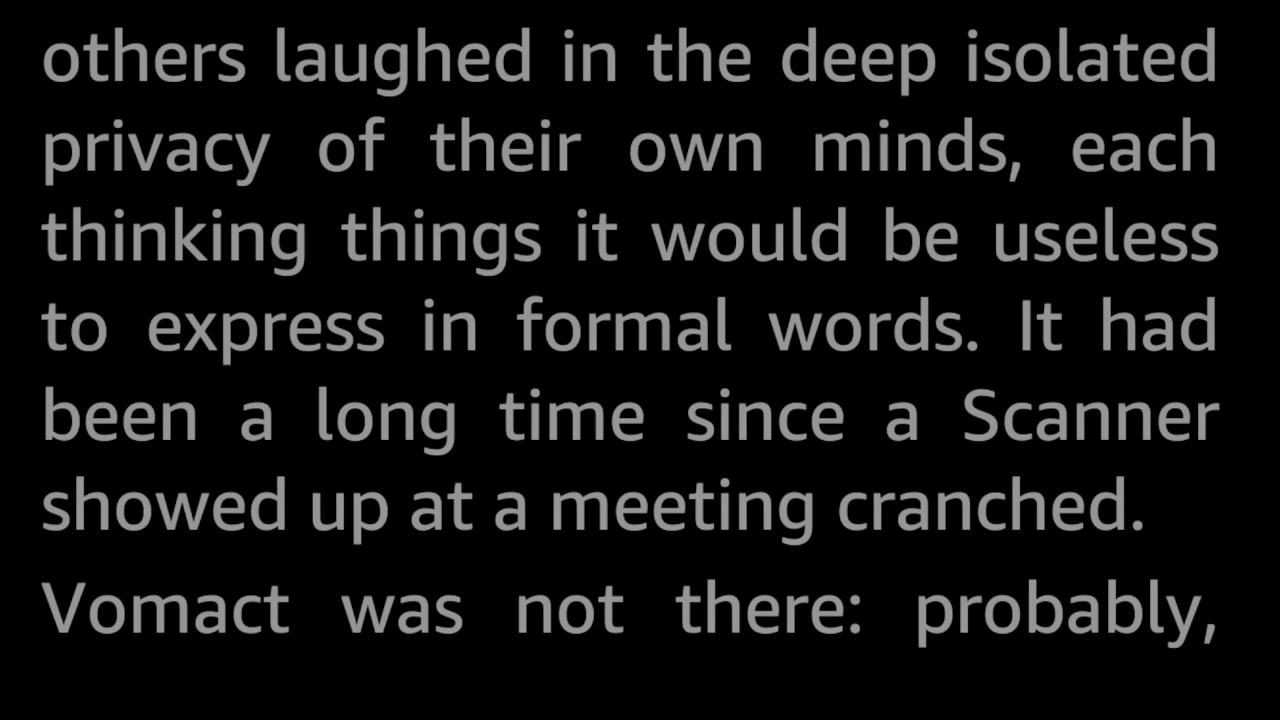 others laughed in the deep isolated
privacy of their own minds, each
thinking things it would be useless
to express in formal words. It had
been a long time since a Scanner
showed up at a meeting cranched.
Vomact was not there: probably,